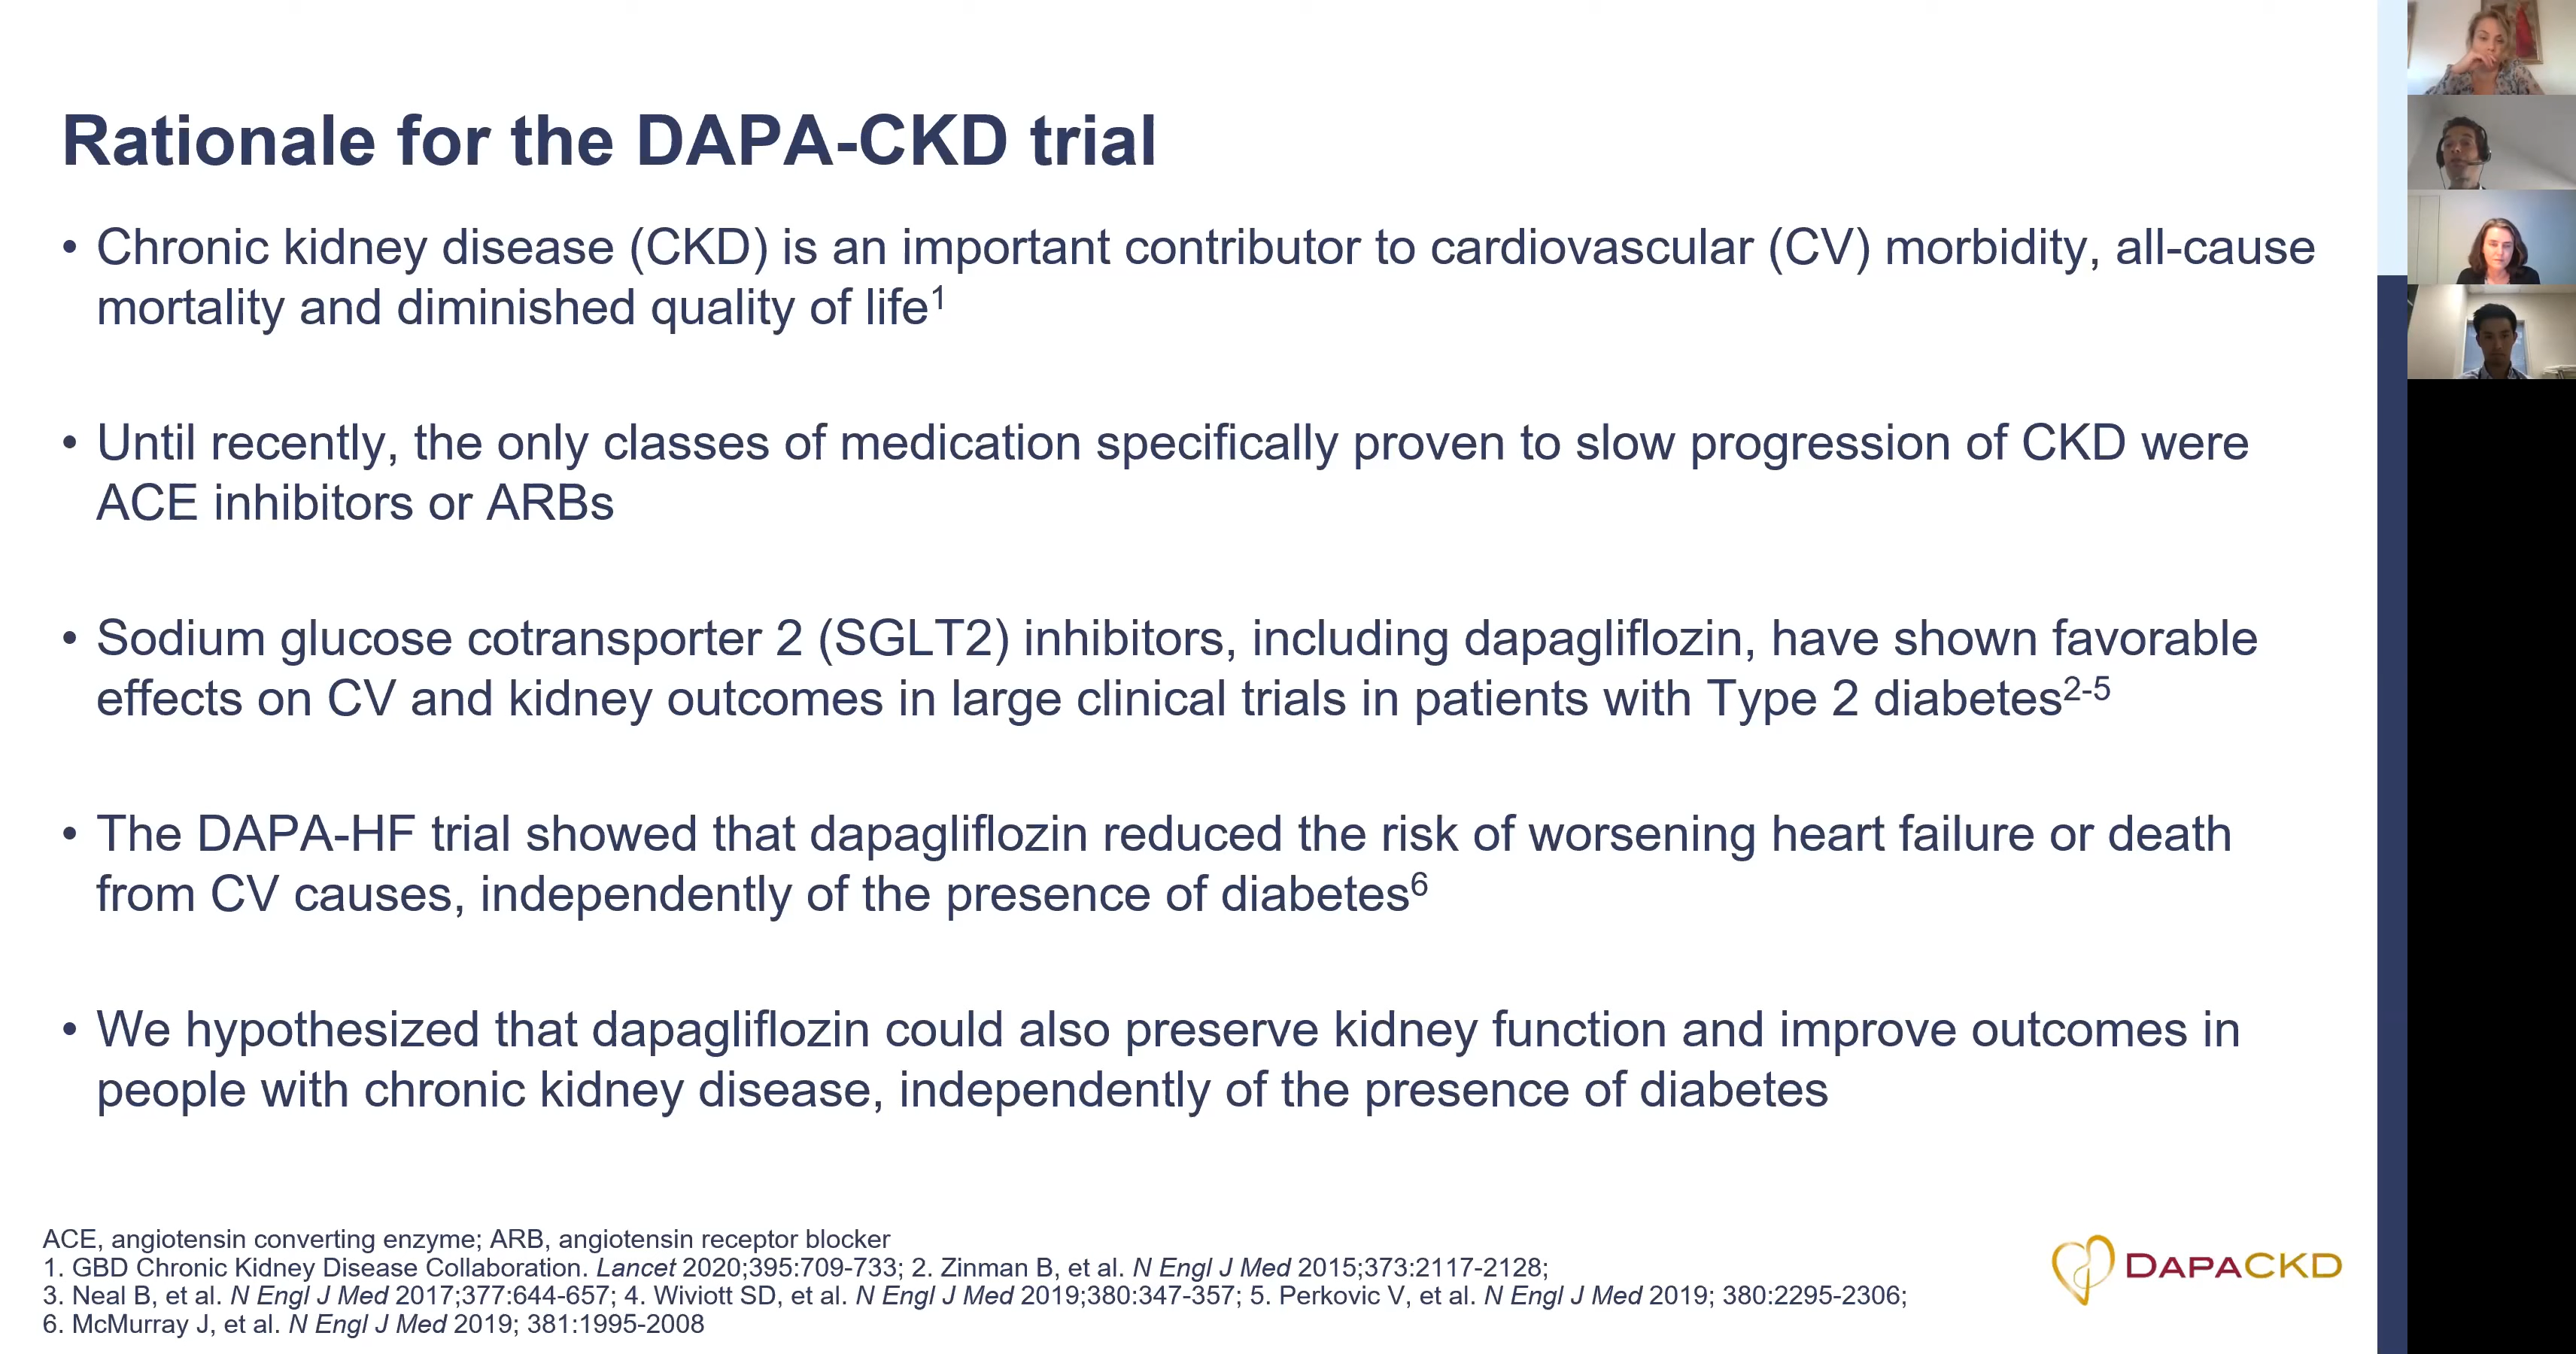 Rationale for the DAPA-CKD trial
• Chronic kidney disease (CKD) is an important contributor to cardiovascular (CV) morbidity, all-cause
mortality and diminished quality of life1
• Until recently, the only classes of medication specifically proven to slow progression of CKD were
ACE inhibitors or ARBs
• Sodium glucose cotransporter 2 (SGLT2) inhibitors, including dapagliflozin, have shown favorable
effects on CV and kidney outcomes in large clinical trials in patients with Type 2 diabetes2-5
• The DAPA-HF trial showed that dapagliflozin reduced the risk of worsening heart failure or death
from CV causes, independently of the presence of diabetes6
• We hypothesized that dapagliflozin could also preserve kidney function and improve outcomes in
people with chronic kidney disease, independently of the presence of diabetes
ACE, angiotensin converting enzyme; ARB, angiotensin receptor blocker
1. GBD Chronic Kidney Disease Collaboration. Lancet 2020;395:709-733; 2. Zinman B, et al. N Engl J Med 2015;373:2117-2128;
3. Neal B, et al. N Engl J Med 2017;377:644-657; 4. Wiviott SD, et al. N Engl J Med 2019;380:347-357; 5. Perkovic V, et al. N Engl J Med 2019; 380:2295-2306;
6. McMurray J, et al. N Engl J Med 2019; 381:1995-2008
DAPACKD